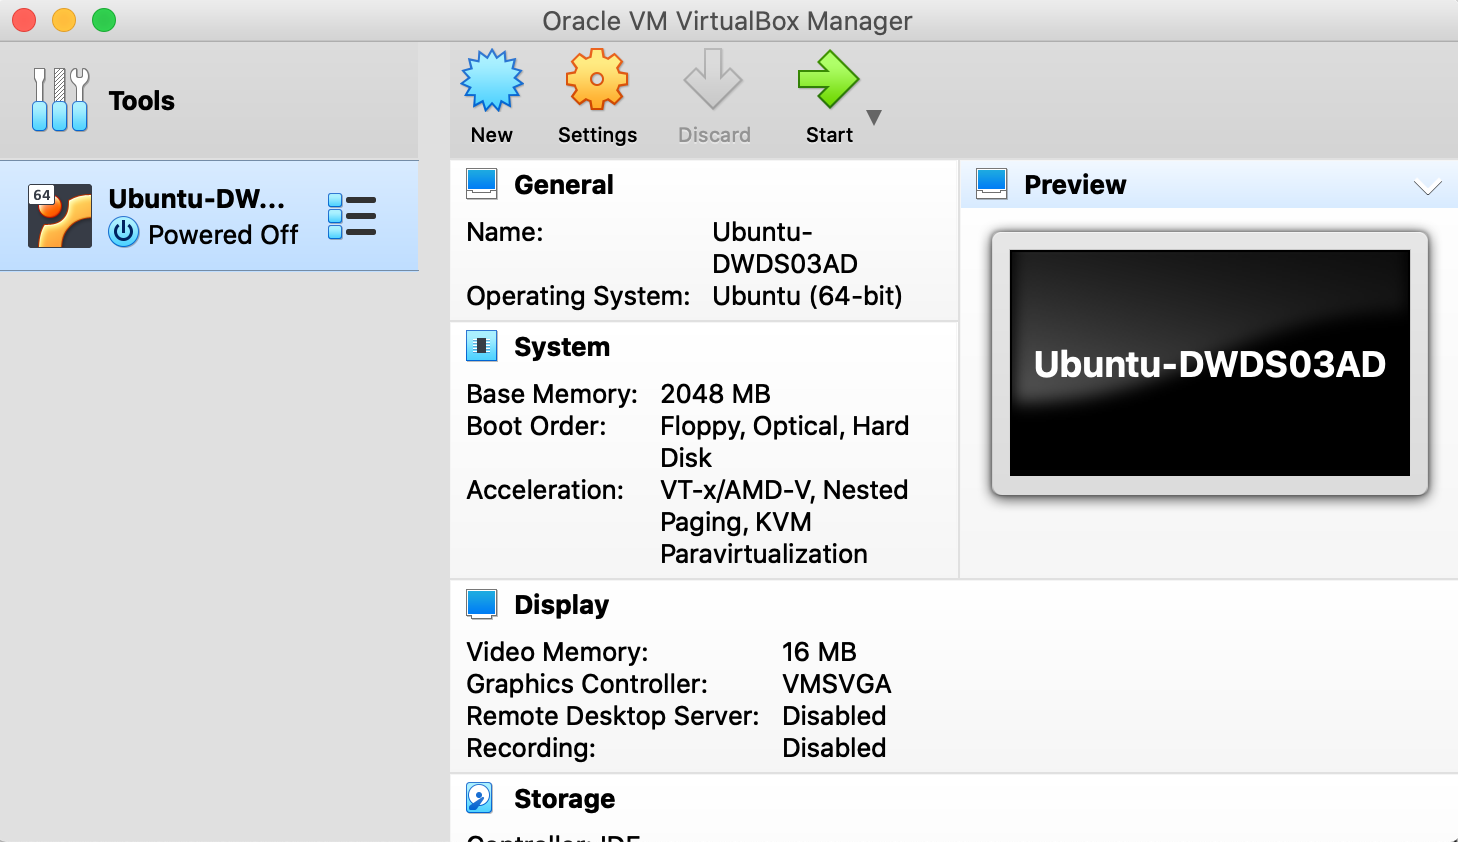 Oracle VM VirtualBox Manager
Tools
New
Settings
Discard
Start
64
Ubuntu-DW...
Powered Off
General
Name: Ubuntu-
DWDS03AD
Operating System: Ubuntu (64-bit)
System
Base Memory: 2048 MB
Boot Order: Floppy, Optical, Hard
Disk
Acceleration: VT-x/AMD-V, Nested
Paging, KVM
Paravirtualization
Preview
Ubuntu-DWDS03AD
Display
Video Memory: 16 MB
Graphics Controller: VMSVGA
Remote Desktop Server: Disabled
Recording: Disabled
Storage
Controller: IDE